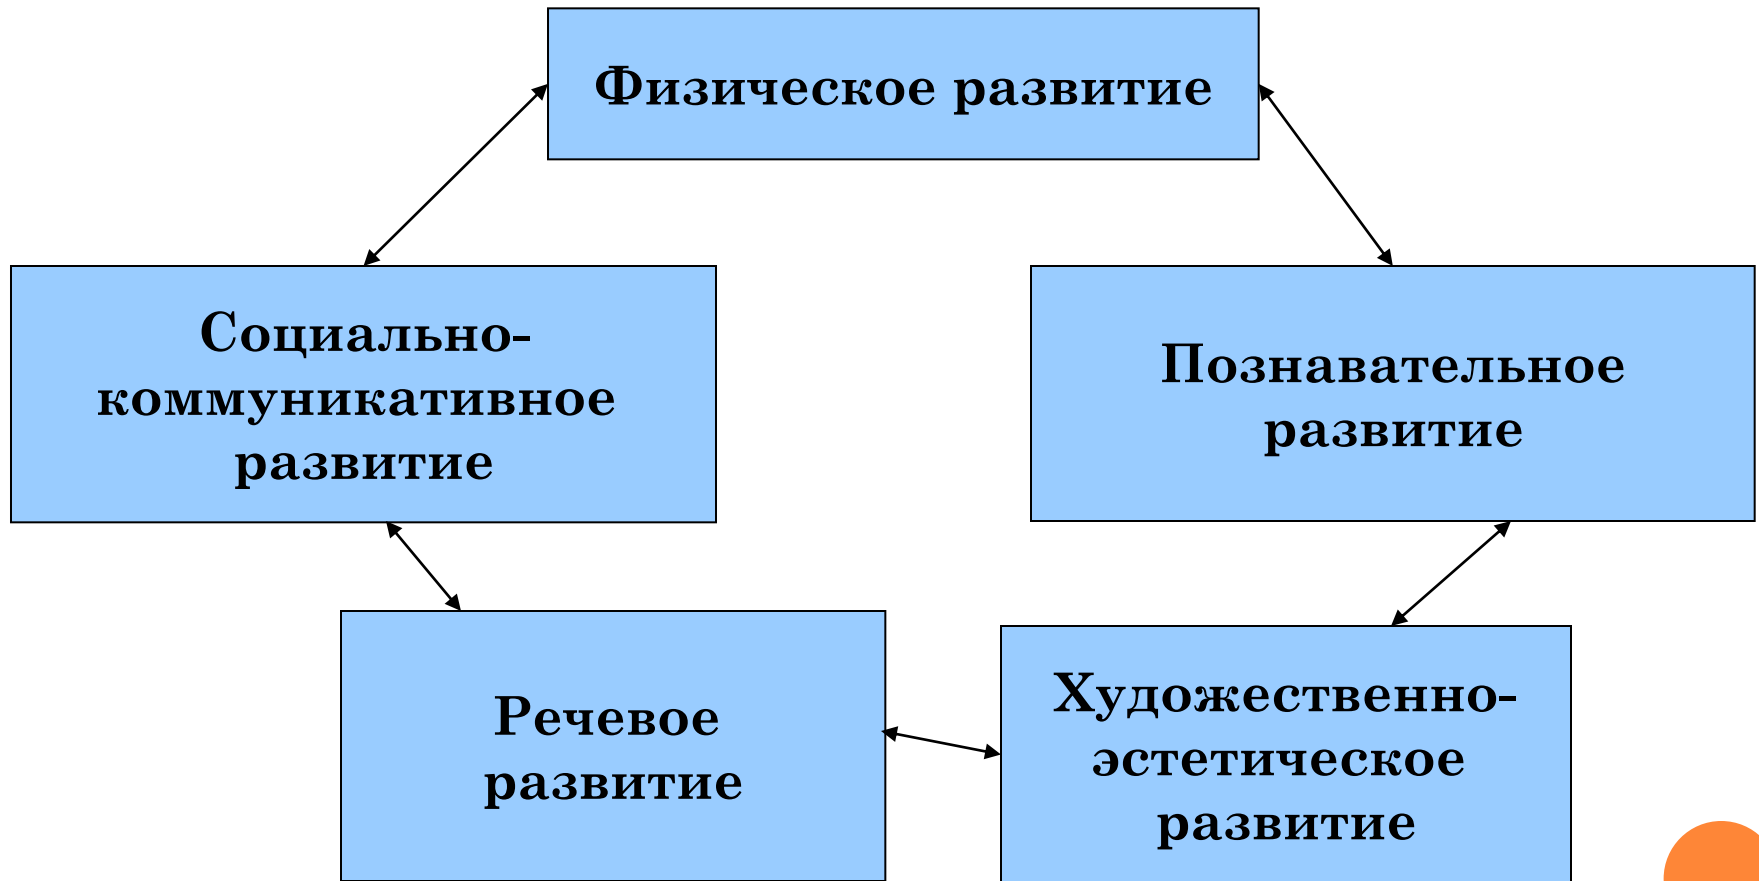 Физическое развитие
Социально-
коммуникативное
развитие
Познавательное
развитие
Речевое
развитие
Художественно-
эстетическое
развитие